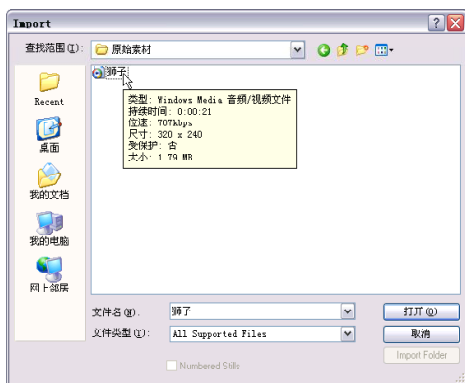 Import
查找范围(I):
原始素材
狮子
类型: Windows Media 音频/视频文件
持续时间: 0:00:21
位速: 707kbps
尺寸: 320 x 240
受保护: 否
大小: 1.79 MB
Recent
桌面
我的文档
我的电脑
网上邻居
文件名(N):
狮子
打开(O)
文件类型(T):
All Supported Files
取消
Numbered Stills
Import Folder